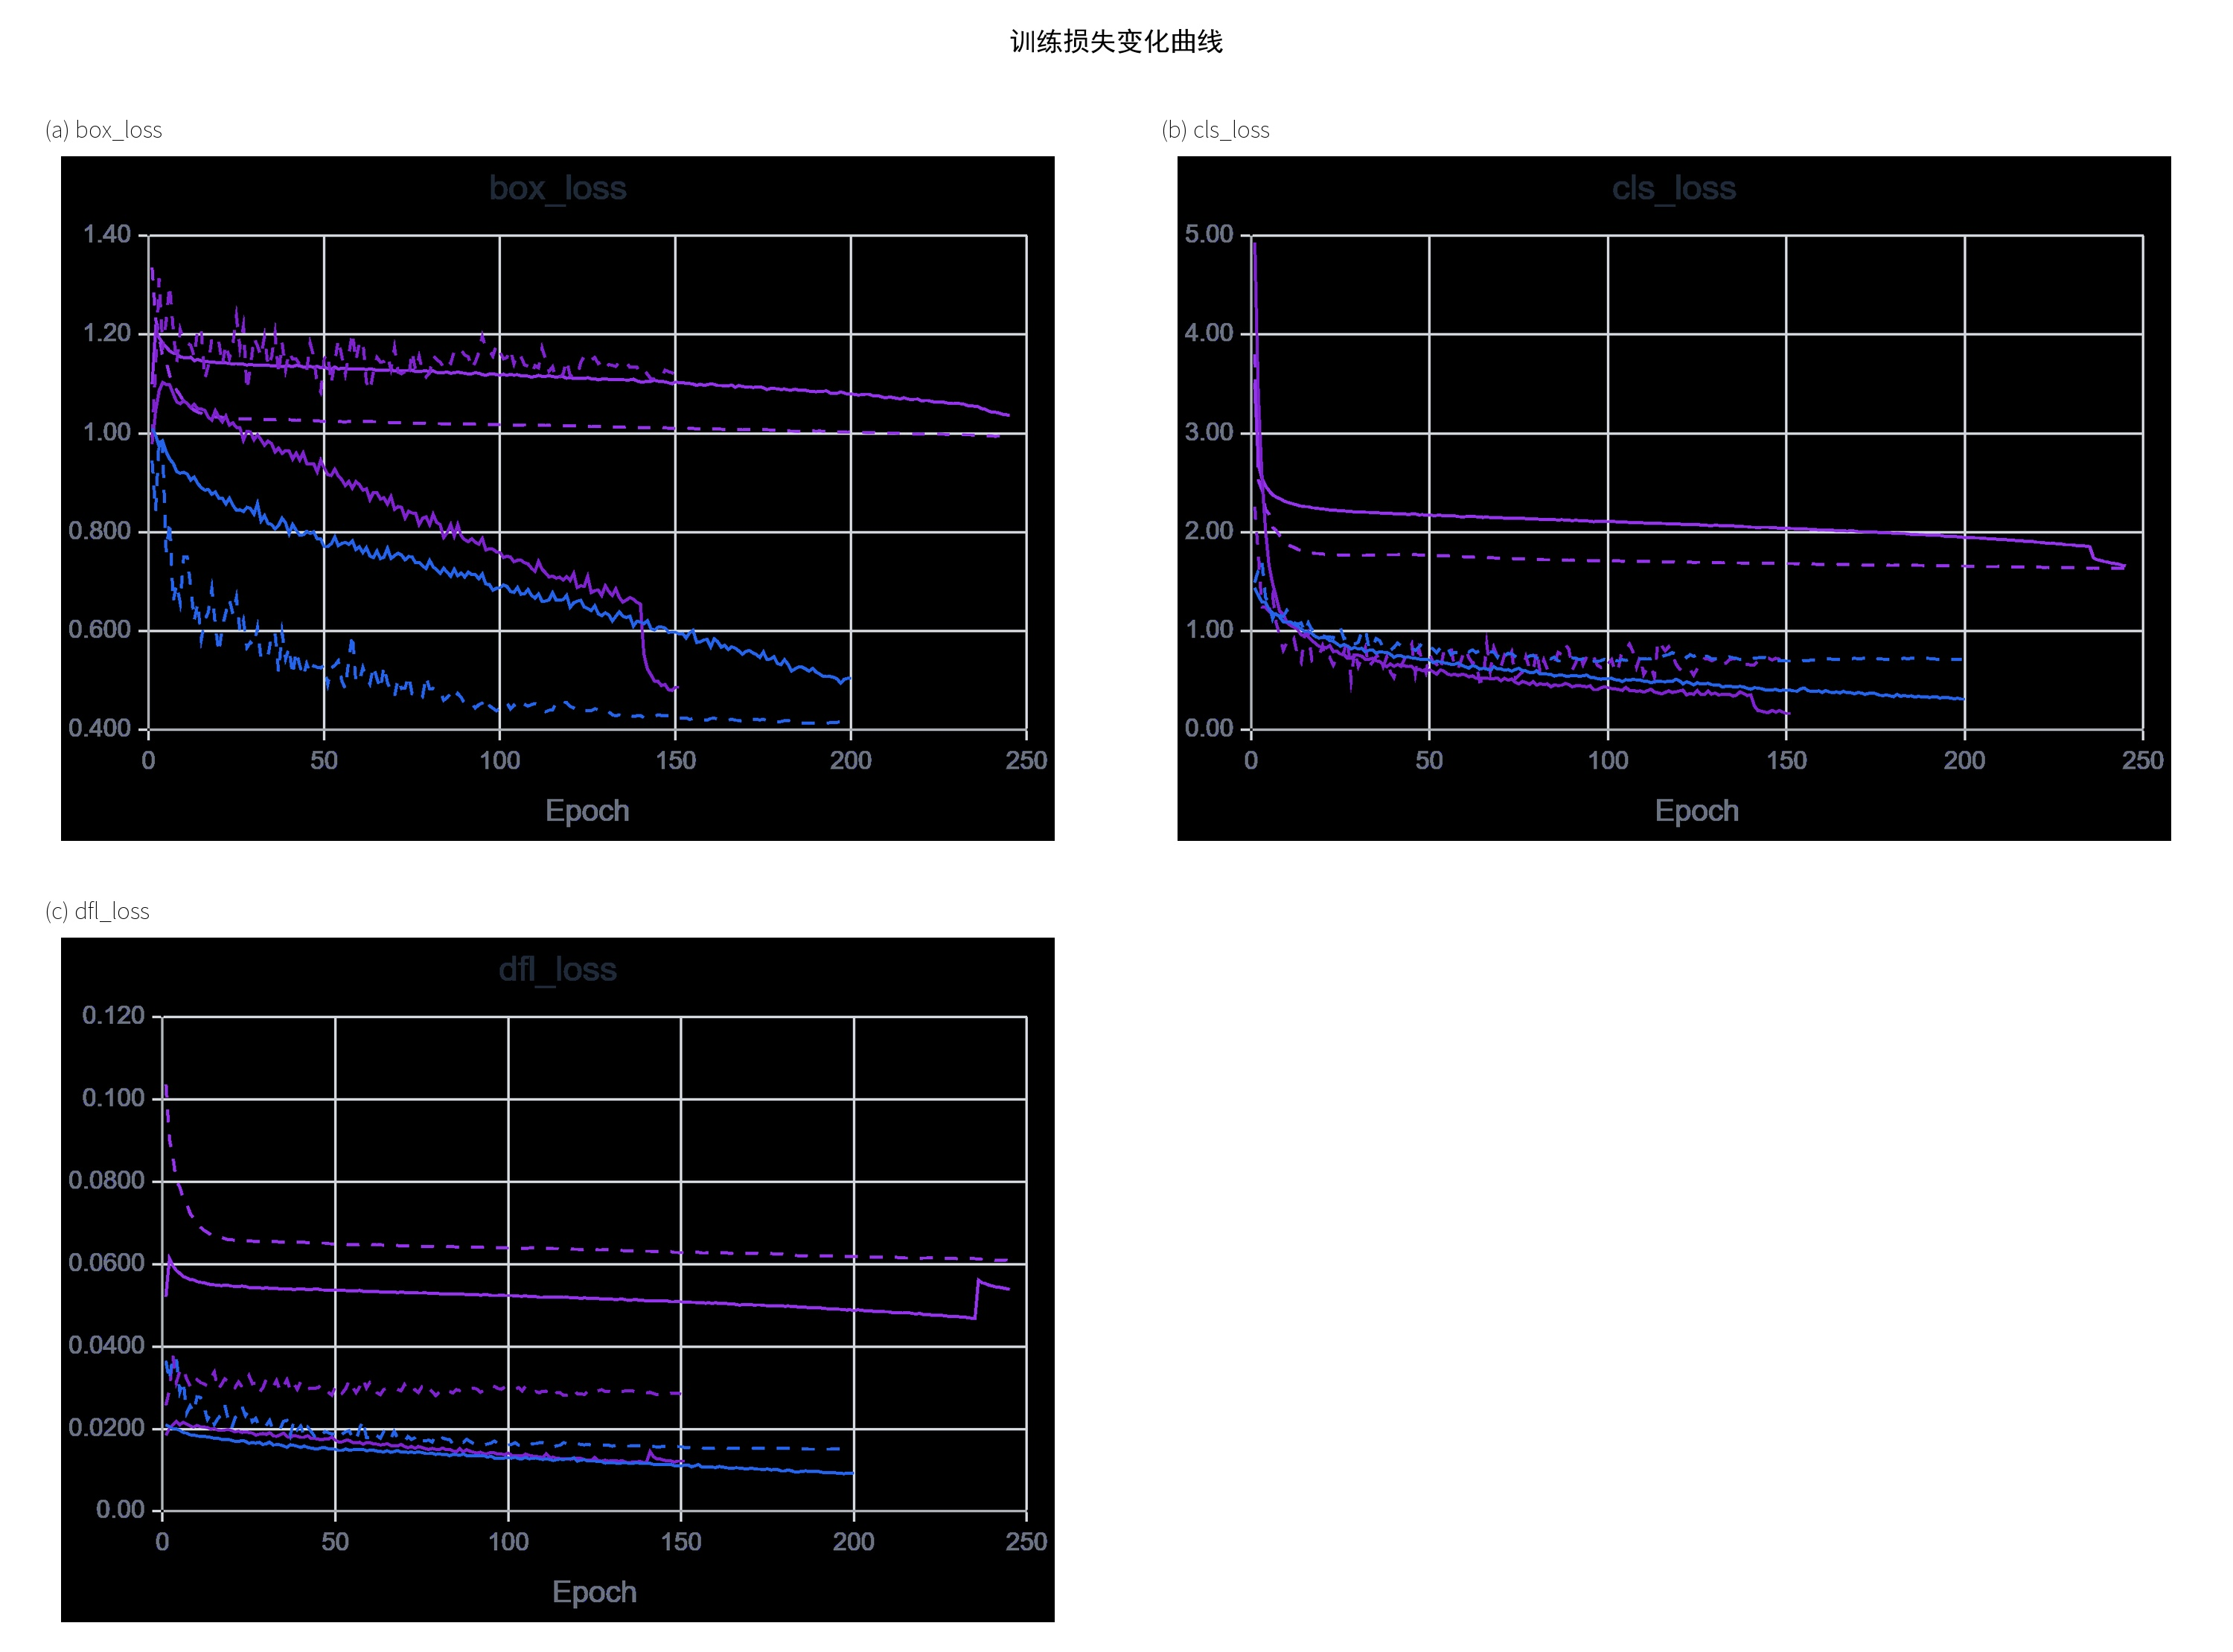 训练损失变化曲线
(a) box_loss
(b) cls_loss
box_loss
1.40
1.20
1.00
0.800
0.600
0.400
0 50 100 150 200 250
Epoch
cls_loss
5.00
4.00
3.00
2.00
1.00
0.00
0 50 100 150 200 250
Epoch
(c) dfl_loss
dfl_loss
0.120
0.100
0.0800
0.0600
0.0400
0.0200
0.00
0 50 100 150 200 250
Epoch